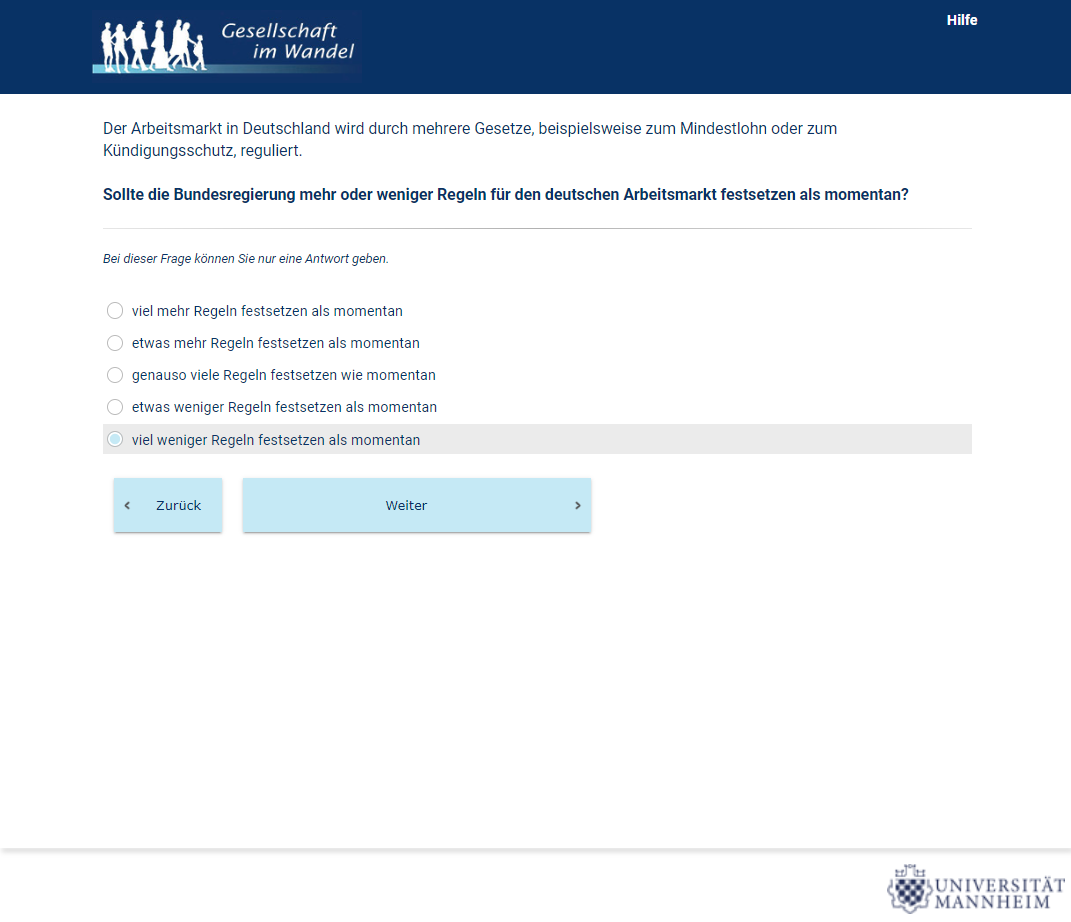 Gesellschaft
im Wandel
Hilfe
Der Arbeitsmarkt in Deutschland wird durch mehrere Gesetze, beispielsweise zum Mindestlohn oder zum
Kündigungsschutz, reguliert.
Sollte die Bundesregierung mehr oder weniger Regeln für den deutschen Arbeitsmarkt festsetzen als momentan?
Bei dieser Frage können Sie nur eine Antwort geben.
viel mehr Regeln festsetzen als momentan
etwas mehr Regeln festsetzen als momentan
genauso viele Regeln festsetzen wie momentan
etwas weniger Regeln festsetzen als momentan
viel weniger Regeln festsetzen als momentan
Zurück
Weiter
UNIVERSITÄT
MANNHEIM